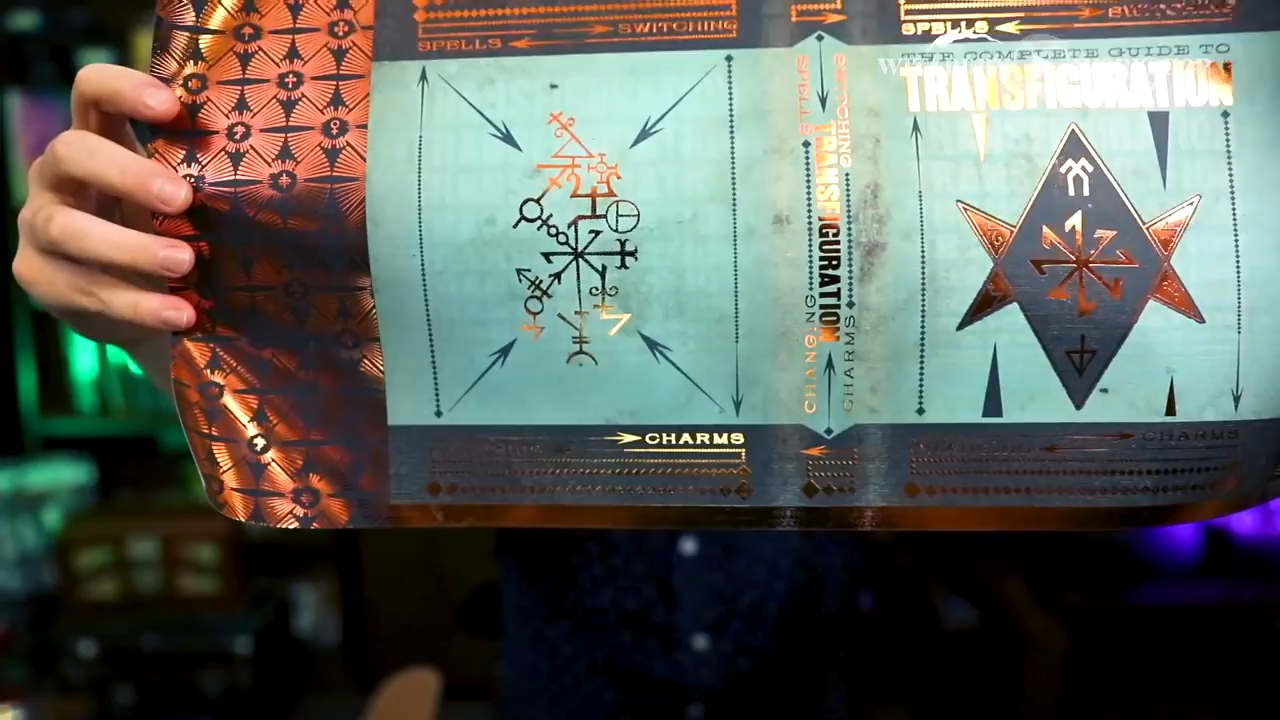 SWITCHING
SPELLS
CHARMS
SPELLS
SWITCHING
TRANSFIGURATION
CHANGING
CHARMS
SPELLS
SWITCHING
THE COMPLETE GUIDE TO
TRANSFIGURATION
CHARMS